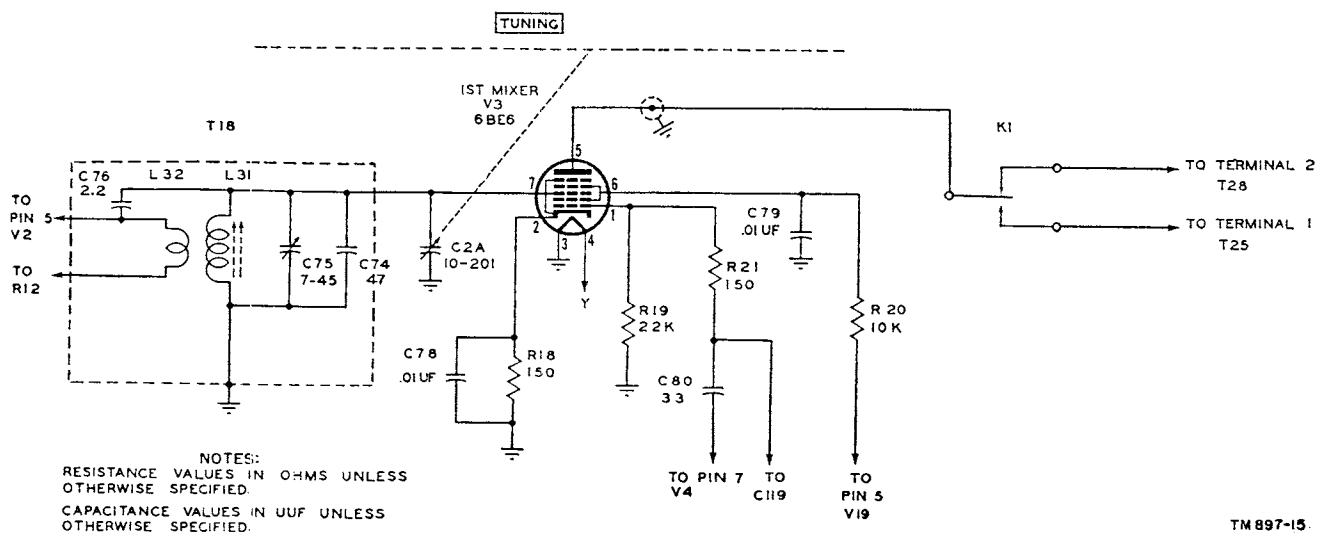 TUNING
1ST MIXER
V3
6BE6
T18
K1
C76
2.2
L32
L31
5
7
6
1
2
3
4
TO
PIN 5
V2
TO
R12
C75
7-45
C74
47
C2A
10-201
Y
C79
.01UF
R21
150
R19
22K
R20
10K
C78
.01UF
R18
150
C80
33
TO TERMINAL 2
T28
TO TERMINAL 1
T25
TO PIN 7
V4
TO
C119
TO
PIN 5
V19
NOTES:
RESISTANCE VALUES IN OHMS UNLESS
OTHERWISE SPECIFIED.
CAPACITANCE VALUES IN UUF UNLESS
OTHERWISE SPECIFIED.
TM897-15